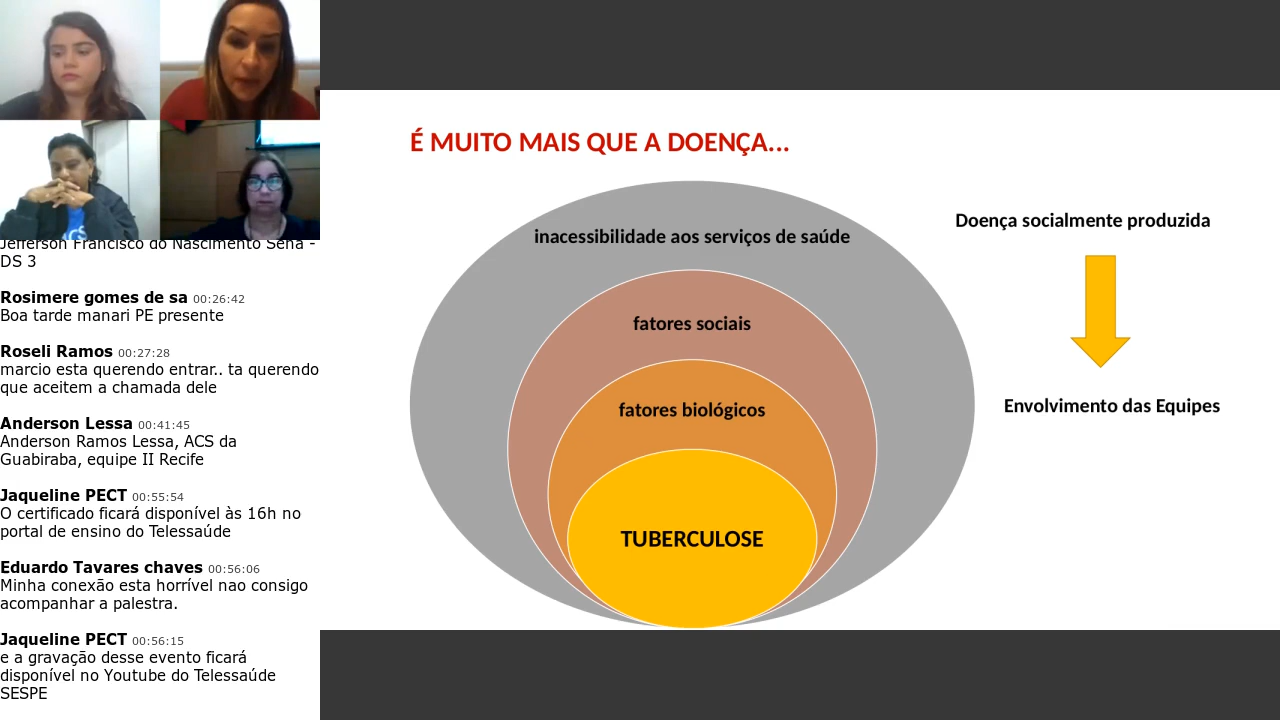 Jefferson Francisco do Nascimento Sena -
DS 3
Rosimere gomes de sa 00:26:42
Boa tarde manari PE presente
Roseli Ramos 00:27:28
marcio esta querendo entrar.. ta querendo
que aceitem a chamada dele
Anderson Lessa 00:41:45
Anderson Ramos Lessa, ACS da
Guabiraba, equipe II Recife
Jaqueline PECT 00:55:54
O certificado ficará disponível às 16h no
portal de ensino do Telessaúde
Eduardo Tavares chaves 00:56:06
Minha conexão esta horrível nao consigo
acompanhar a palestra.
Jaqueline PECT 00:56:15
e a gravação desse evento ficará
disponível no Youtube do Telessaúde
SESPE
É MUITO MAIS QUE A DOENÇA...
inacessibilidade aos serviços de saúde
fatores sociais
fatores biológicos
TUBERCULOSE
Doença socialmente produzida
Envolvimento das Equipes